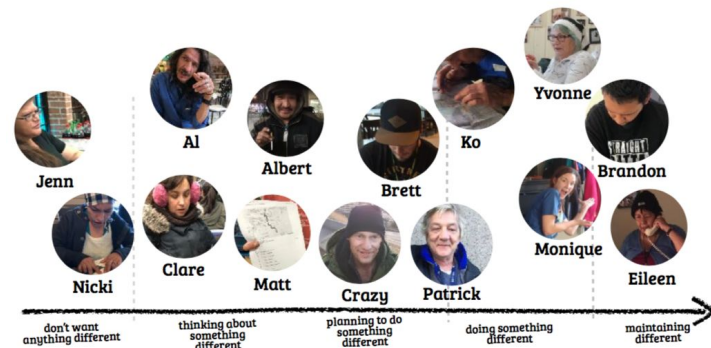 Yvonne
Al
Ko
Albert
Brandon
Jenn
Brett
STRAIGHT
Monique
Clare
Eileen
Matt
Nicki
Crazy
Patrick
don't want
anything different
thinking about
something
different
planning to do
something
different
doing something
different
maintaining
different